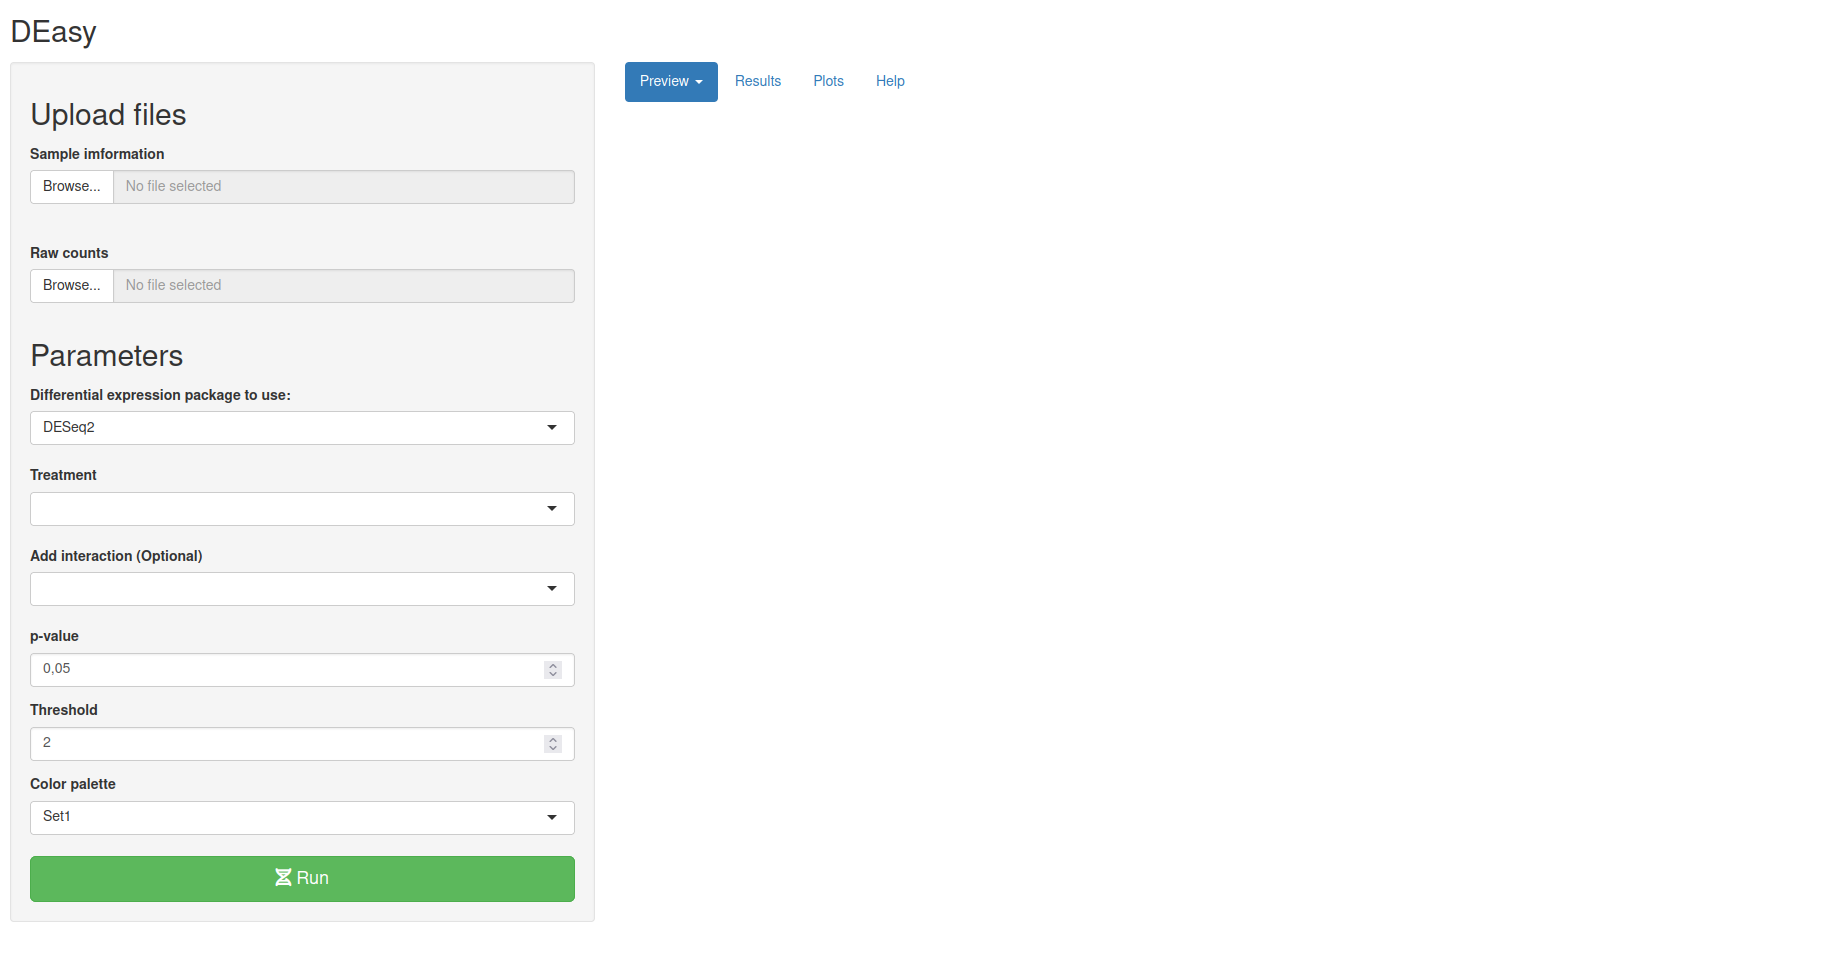 DEasy
Upload files
Sample imformation
Browse... No file selected
Raw counts
Browse... No file selected
Parameters
Differential expression package to use:
DESeq2
Treatment
Add interaction (Optional)
p-value
0,05
Threshold
2
Color palette
Set1
Run
Preview Results Plots Help